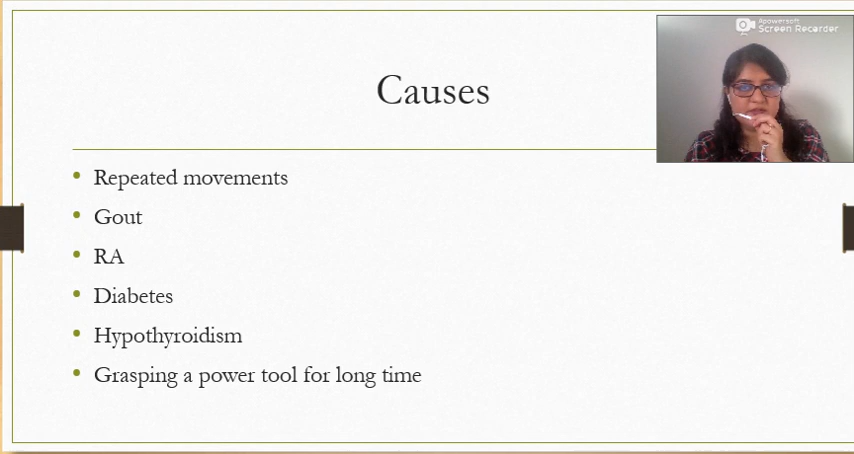 Causes
Apowersoft
Screen Recorder
Repeated movements
Gout
RA
Diabetes
Hypothyroidism
Grasping a power tool for long time